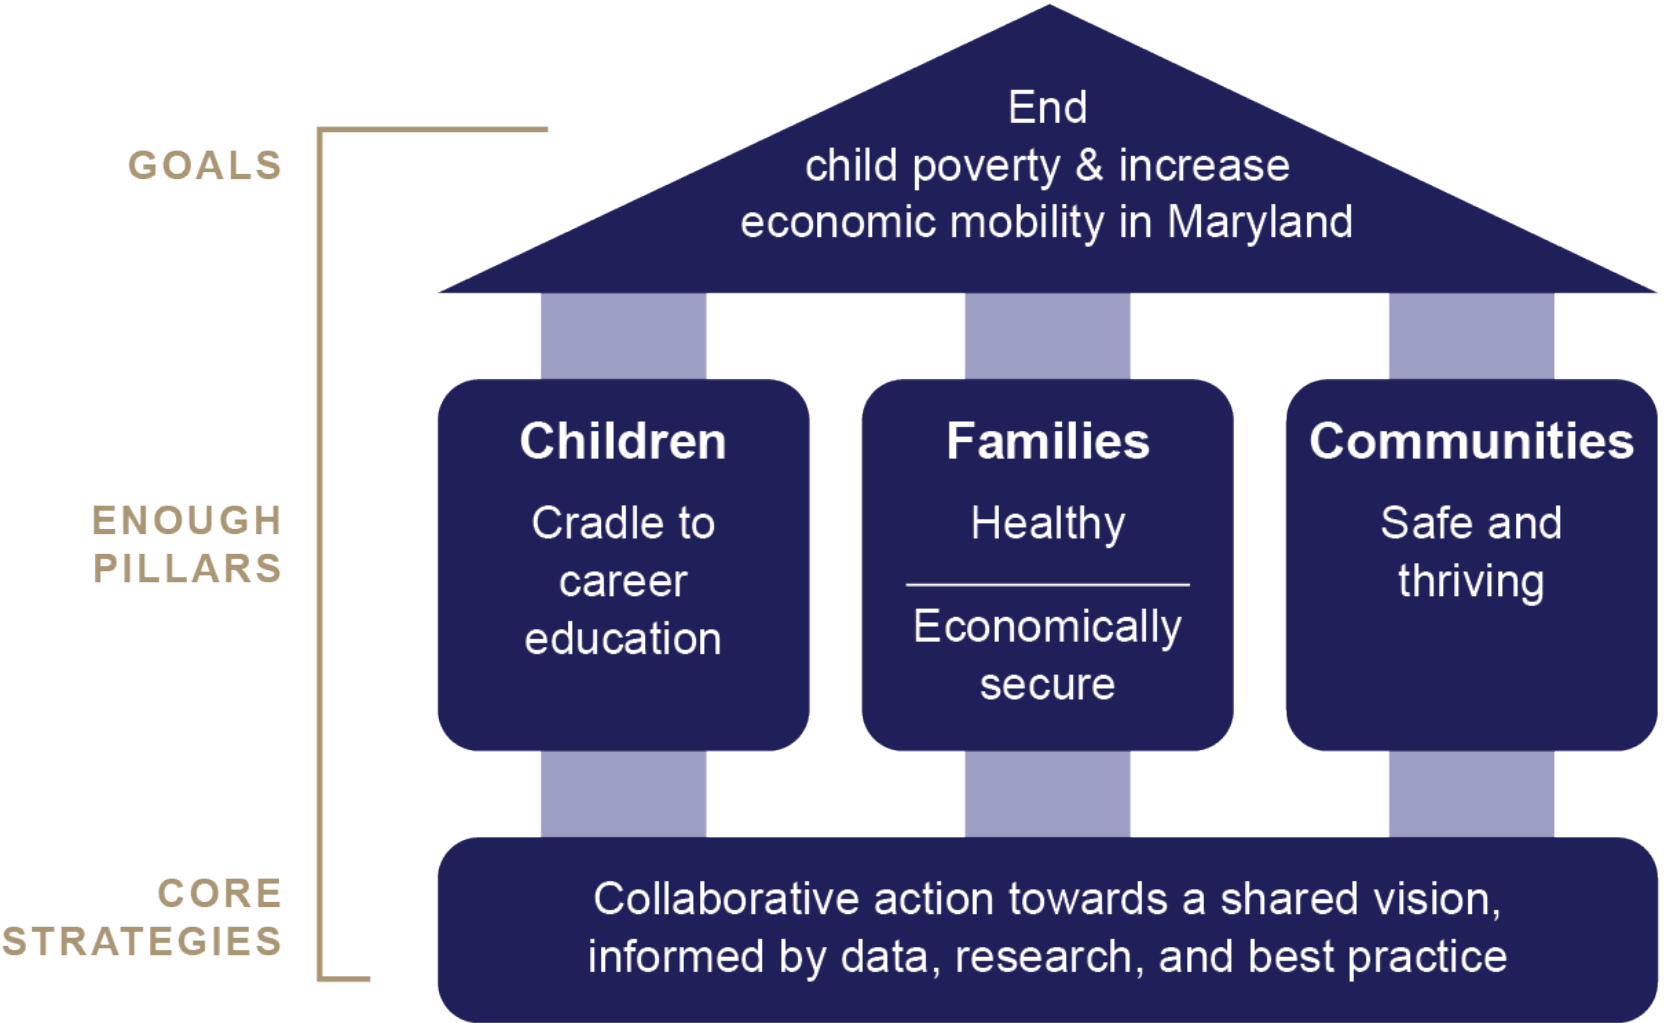 GOALS
End
child poverty & increase
economic mobility in Maryland
ENOUGH
PILLARS
Children
Cradle to
career
education
Families
Healthy
Economically
secure
Communities
Safe and
thriving
CORE
STRATEGIES
Collaborative action towards a shared vision,
informed by data, research, and best practice